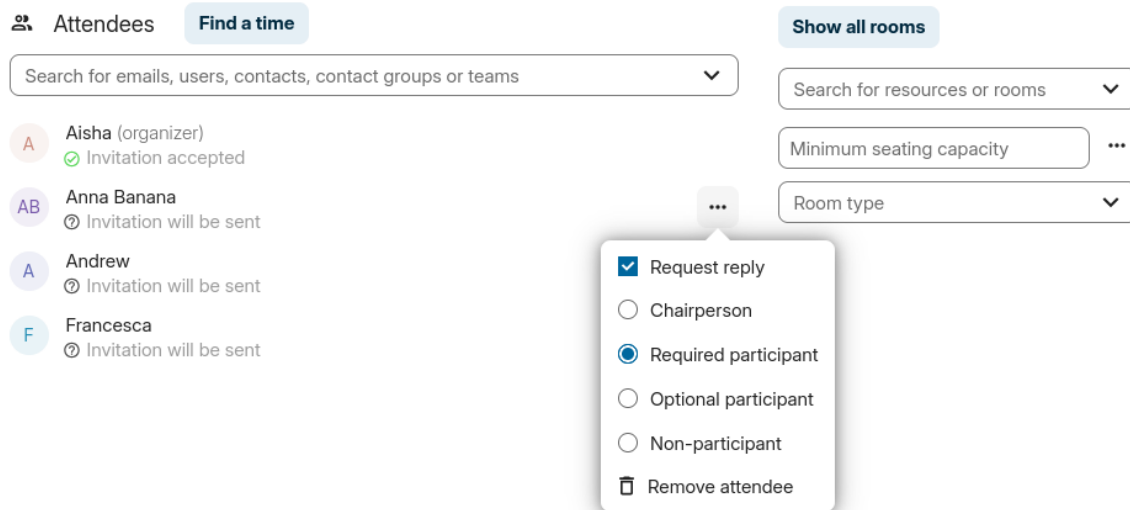 Attendees
Find a time
Search for emails, users, contacts, contact groups or teams
A
Aisha (organizer)
Invitation accepted
AB
Anna Banana
Invitation will be sent
A
Andrew
Invitation will be sent
F
Francesca
Invitation will be sent
Request reply
Chairperson
Required participant
Optional participant
Non-participant
Remove attendee
Show all rooms
Search for resources or rooms
Minimum seating capacity
Room type